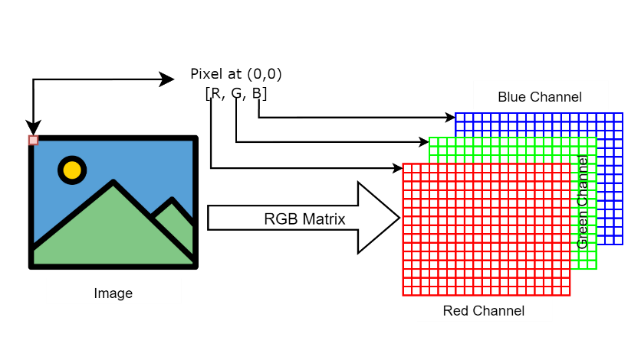 Pixel at (0,0)
[R, G, B]
Blue Channel
Green Channel
RGB Matrix
Image
Red Channel